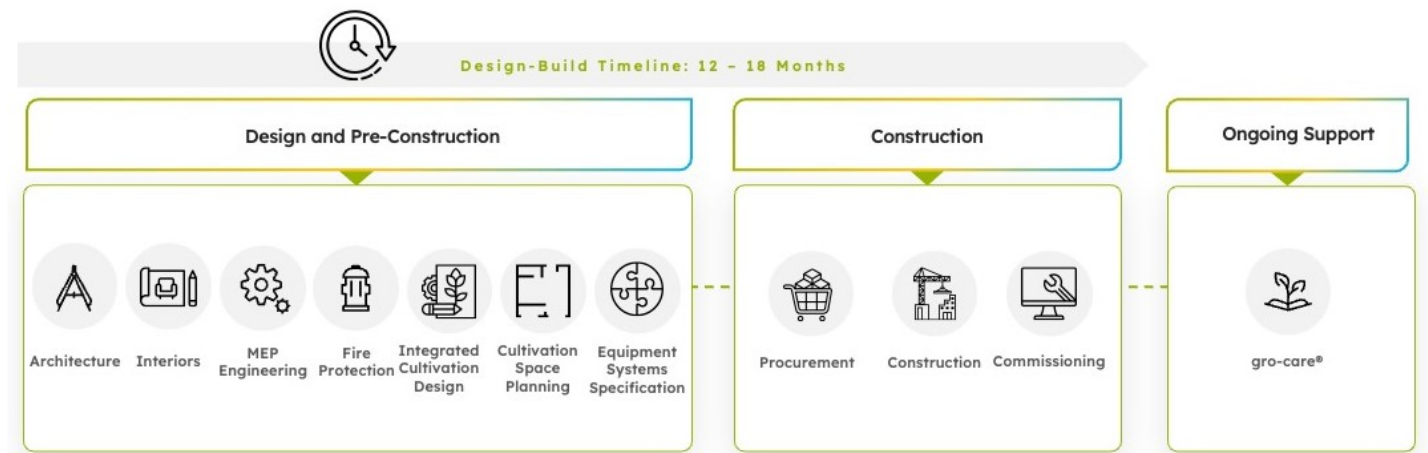 Design-Build Timeline: 12 – 18 Months
Design and Pre-Construction
Construction
Ongoing Support
Architecture
Interiors
MEP
Engineering
Fire
Protection
Integrated
Cultivation
Design
Cultivation
Space
Planning
Equipment
Systems
Specification
Procurement
Construction
Commissioning
gro-care®